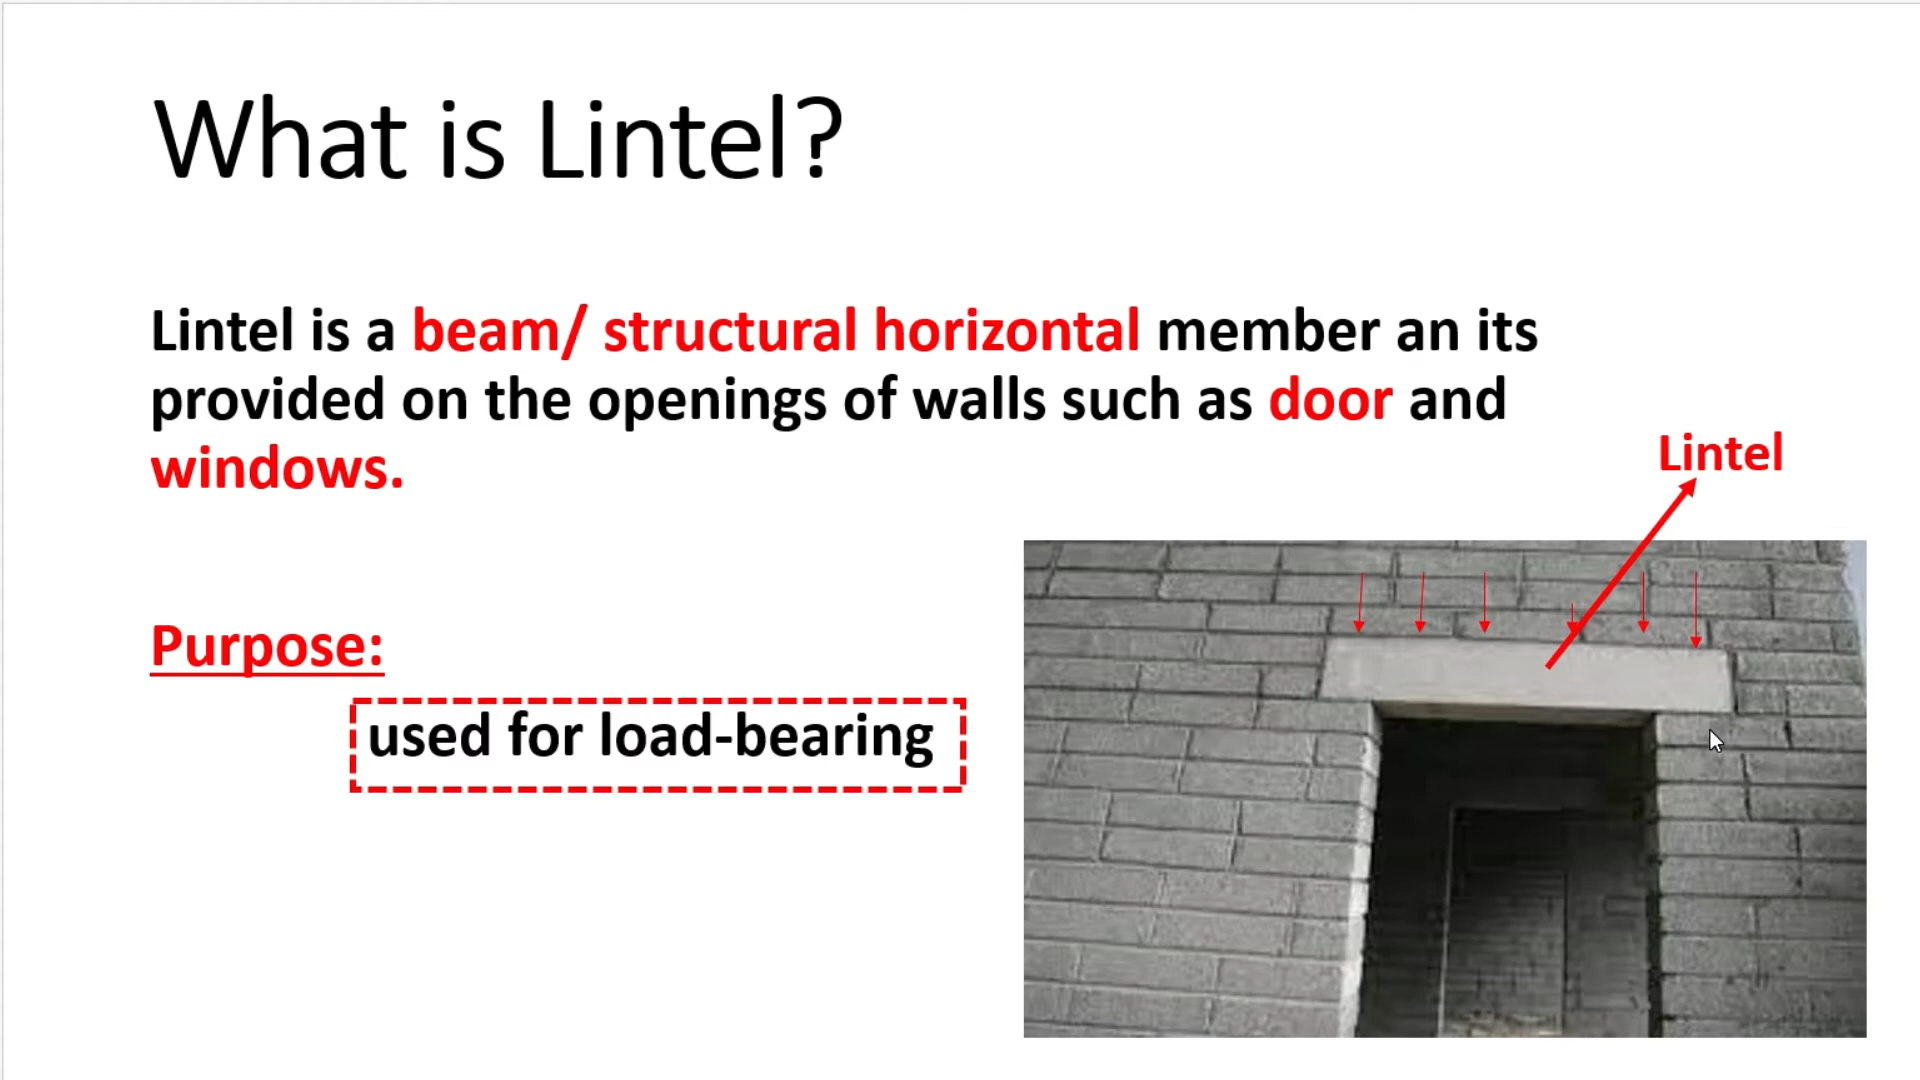 What is Lintel?
Lintel is a beam/ structural horizontal member an its
provided on the openings of walls such as door and
windows.
Lintel
Purpose:
used for load-bearing